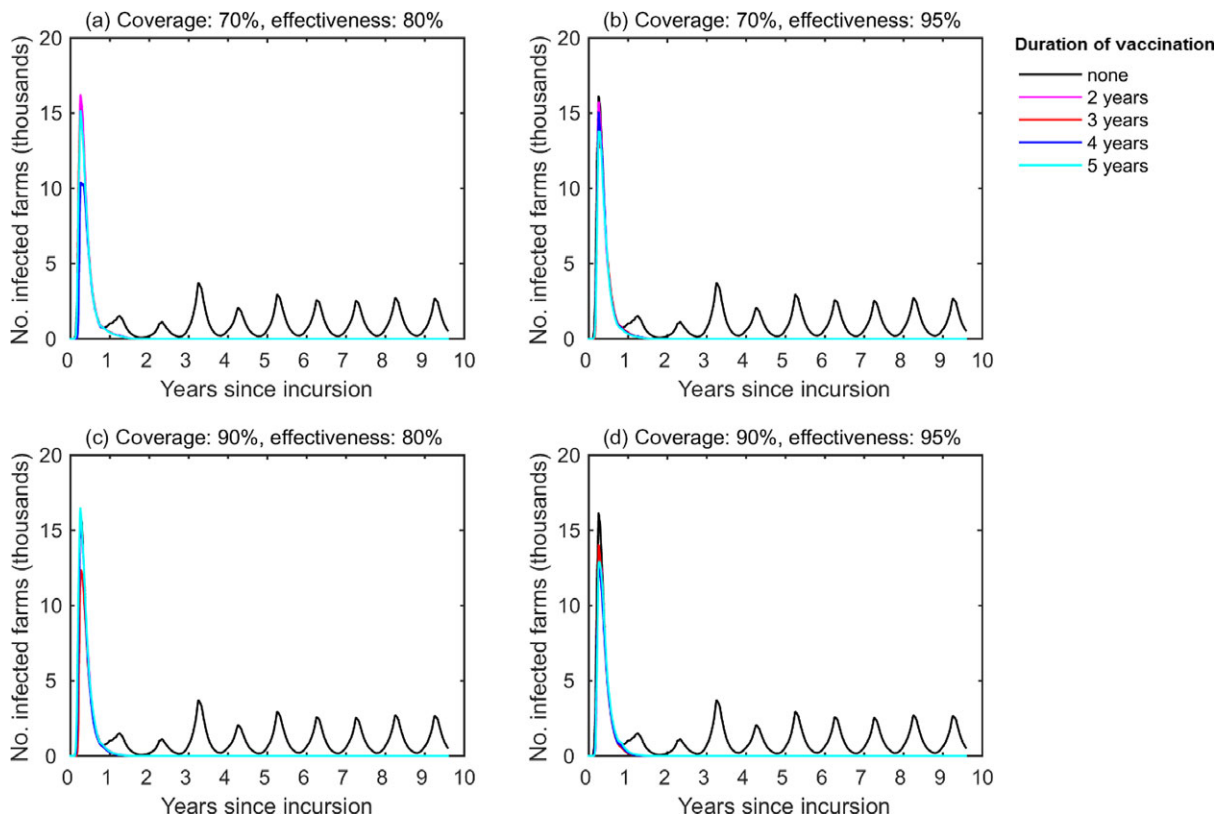 (a) Coverage: 70%, effectiveness: 80%
No. infected farms (thousands)
20
15
10
5
0
0 1 2 3 4 5 6 7 8 9 10
Years since incursion
(b) Coverage: 70%, effectiveness: 95%
No. infected farms (thousands)
20
15
10
5
0
0 1 2 3 4 5 6 7 8 9 10
Years since incursion
Duration of vaccination
none
2 years
3 years
4 years
5 years
(c) Coverage: 90%, effectiveness: 80%
No. infected farms (thousands)
20
15
10
5
0
0 1 2 3 4 5 6 7 8 9 10
Years since incursion
(d) Coverage: 90%, effectiveness: 95%
No. infected farms (thousands)
20
15
10
5
0
0 1 2 3 4 5 6 7 8 9 10
Years since incursion